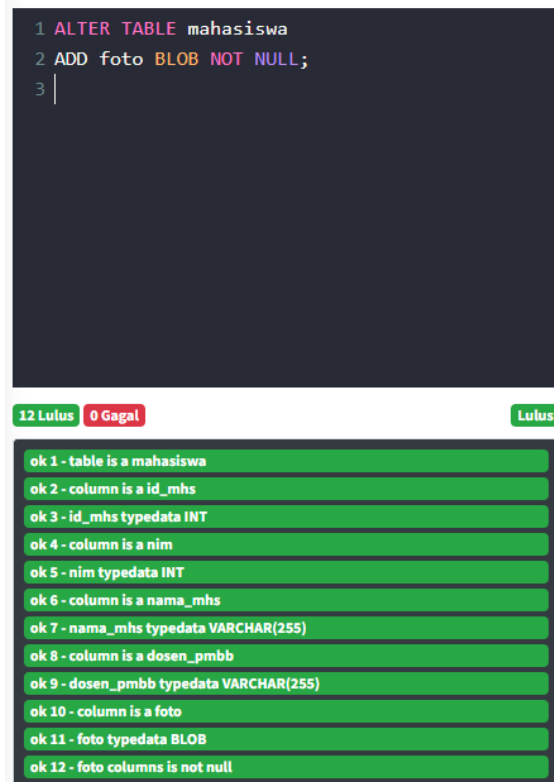 1 ALTER TABLE mahasiswa
2 ADD foto BLOB NOT NULL;
3
12 Lulus 0 Gagal Lulus
ok 1 - table is a mahasiswa
ok 2 - column is a id_mhs
ok 3 - id_mhs typedata INT
ok 4 - column is a nim
ok 5 - nim typedata INT
ok 6 - column is a nama_mhs
ok 7 - nama_mhs typedata VARCHAR(255)
ok 8 - column is a dosen_pmbb
ok 9 - dosen_pmbb typedata VARCHAR(255)
ok 10 - column is a foto
ok 11 - foto typedata BLOB
ok 12 - foto columns is not null